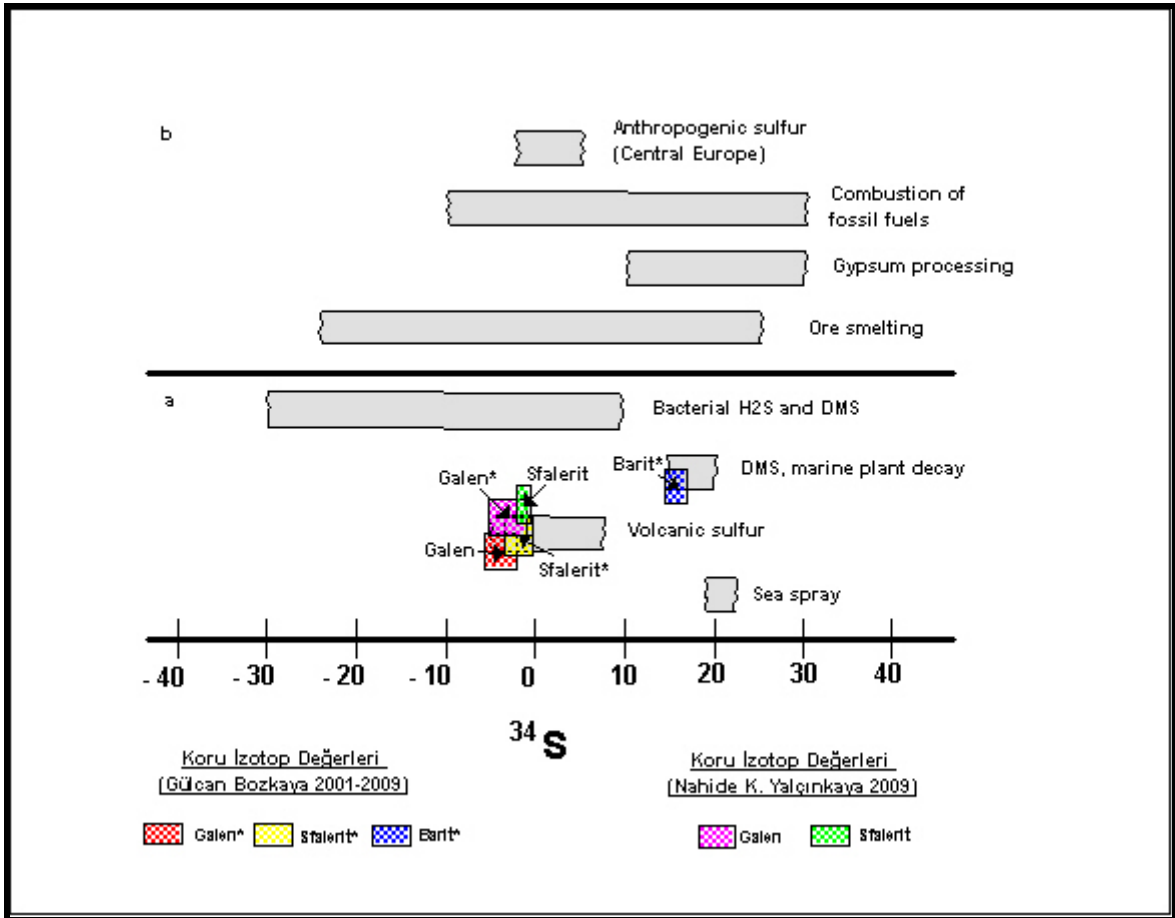 b
Anthropogenic sulfur
(Central Europe)
Combustion of
fossil fuels
Gypsum processing
Ore smelting
a
Bacterial H2S and DMS
Barit*
DMS, marine plant decay
Galen*
Sfalerit
Volcanic sulfur
Galen
Sfalerit*
Sea spray
- 40 - 30 - 20 - 10 0 10 20 30 40
34 S
Koru İzotop Değerleri
(Gülcan Bozkaya 2001-2009)
Galen* Sfalerit* Barit*
Koru İzotop Değerleri
(Nahide K. Yalçınkaya 2009)
Galen Sfalerit